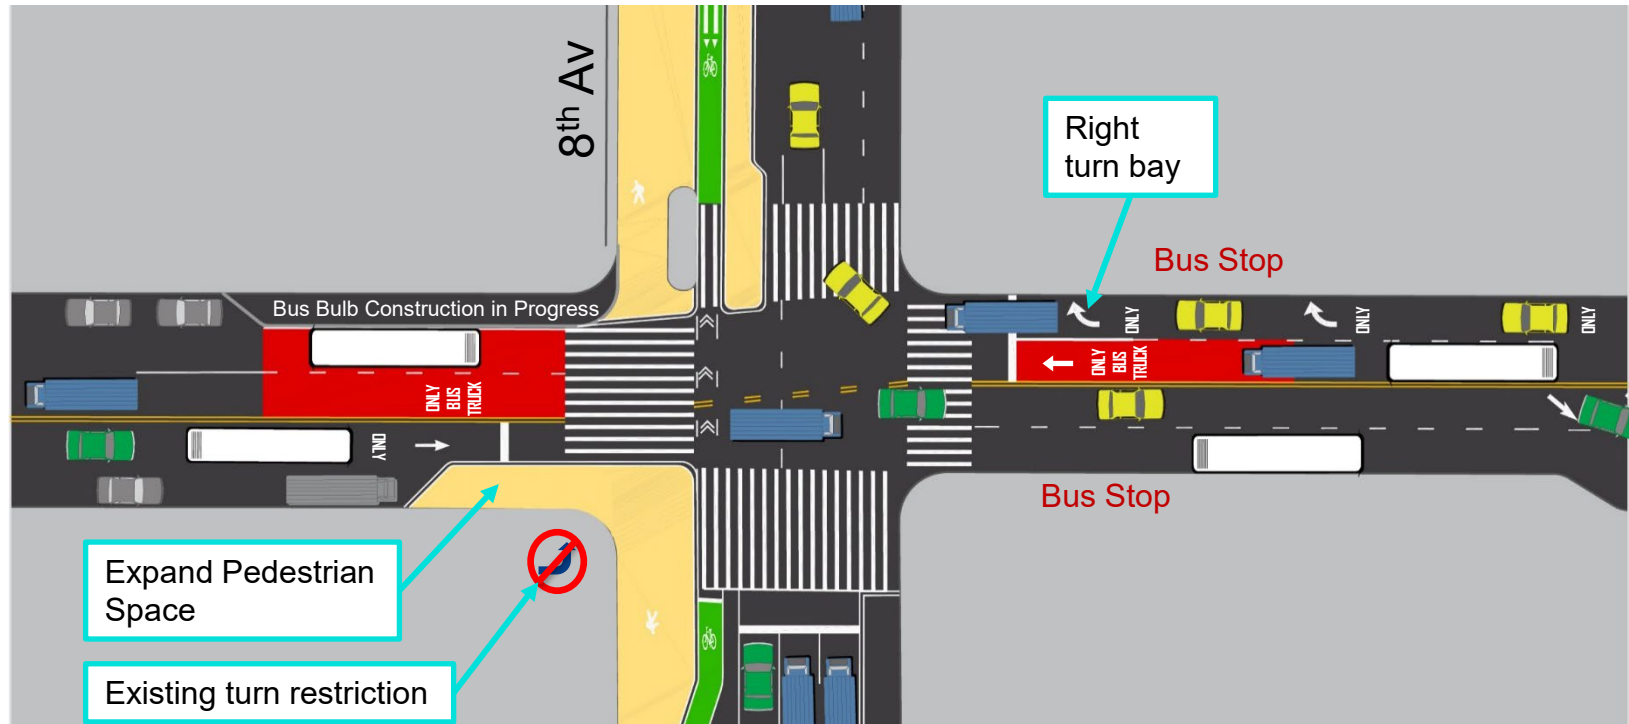 8th Av
Right
turn bay
Bus Stop
Bus Bulb Construction in Progress
ONLY
ONLY
ONLY
ONLY
BUS
TRUCK
ONLY
BUS
TRUCK
ONLY
Bus Stop
Expand Pedestrian
Space
Existing turn restriction